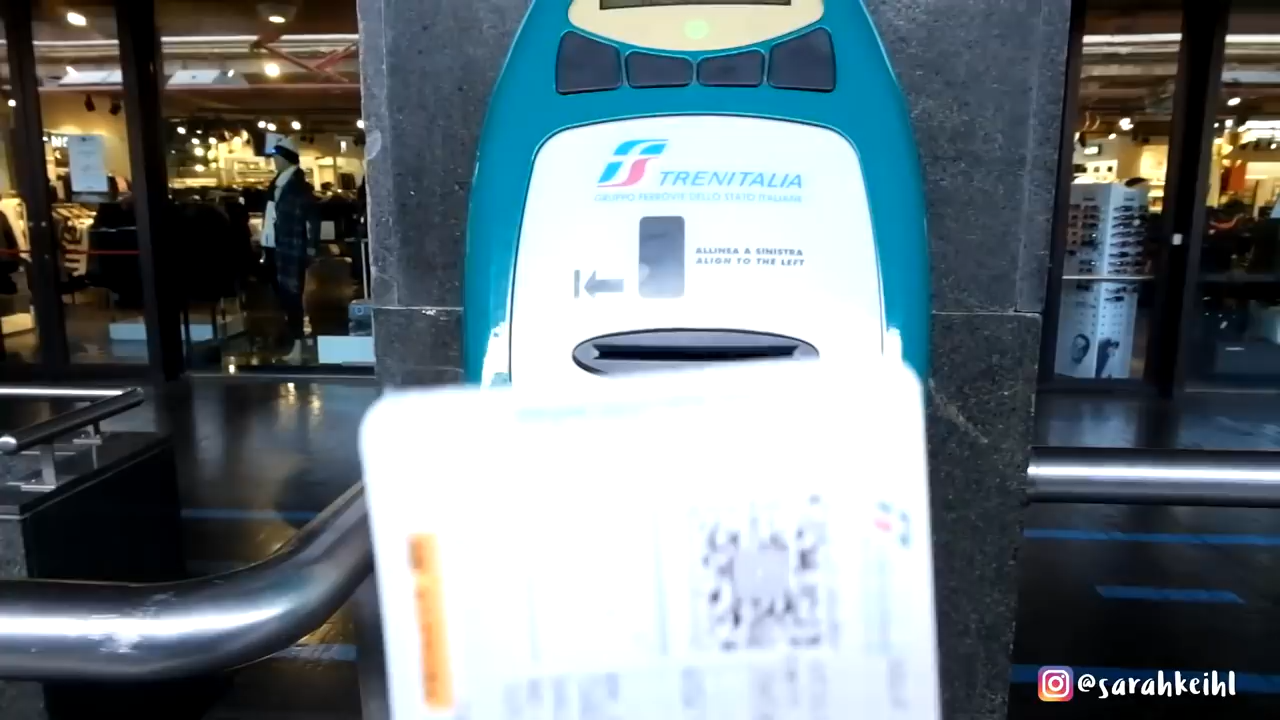 TRENITALIA
GRUPPO FERROVIE DELLO STATO ITALIANE
ALLINEA A SINISTRA
ALIGN TO THE LEFT
@sarahkeihl